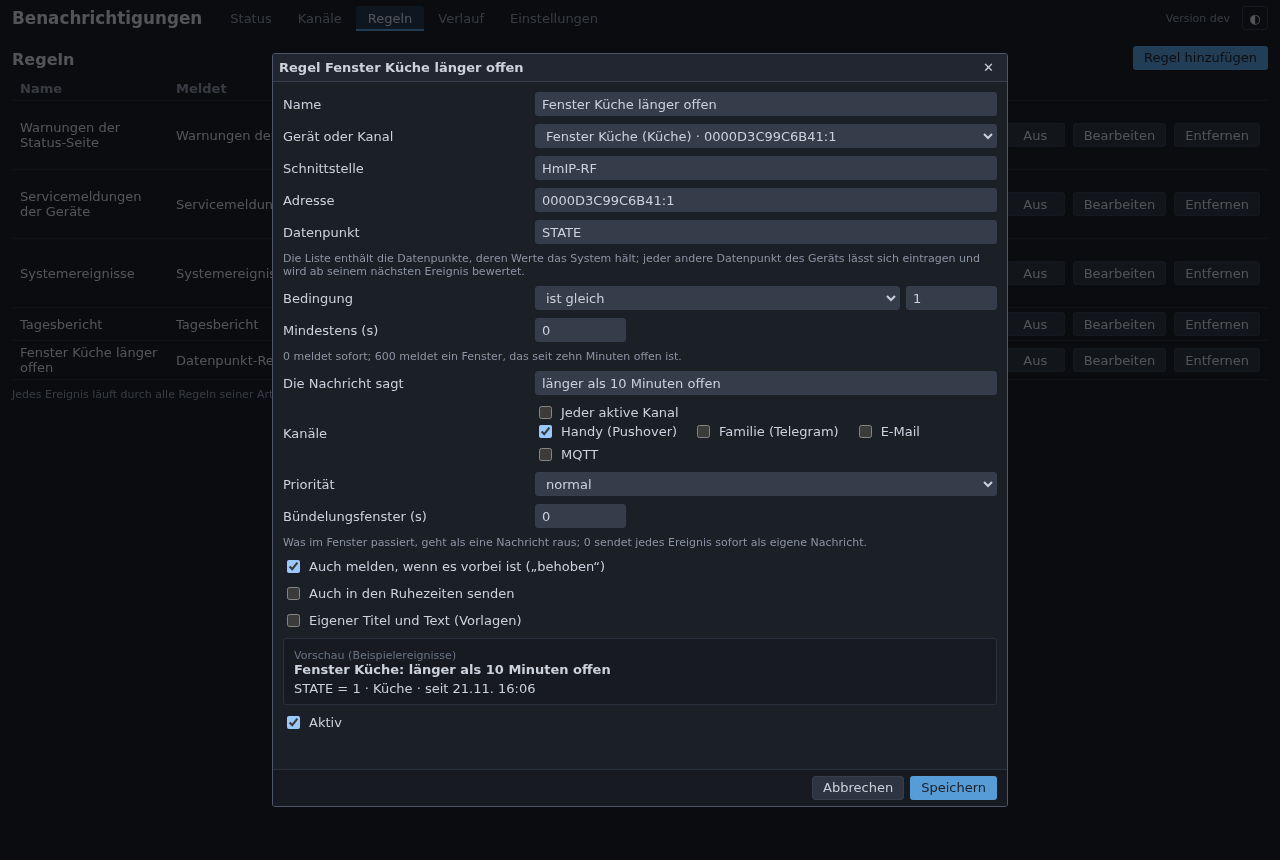 Benachrichtigungen Status Kanäle Regeln Verlauf Einstellungen Version dev
Regeln Regel hinzufügen
Name Meldet
Warnungen der
Status-Seite
Warnungen de
Aus Bearbeiten Entfernen
Servicemeldungen
der Geräte
Servicemeldun
Aus Bearbeiten Entfernen
Systemereignisse Systemereignis
Aus Bearbeiten Entfernen
Tagesbericht Tagesbericht
Aus Bearbeiten Entfernen
Fenster Küche länger
offen
Datenpunkt-Re
Aus Bearbeiten Entfernen
Jedes Ereignis läuft durch alle Regeln seiner Art
Regel Fenster Küche länger offen ✕
Name Fenster Küche länger offen
Gerät oder Kanal Fenster Küche (Küche) · 0000D3C99C6B41:1
Schnittstelle HmIP-RF
Adresse 0000D3C99C6B41:1
Datenpunkt STATE
Die Liste enthält die Datenpunkte, deren Werte das System hält; jeder andere Datenpunkt des Geräts lässt sich eintragen und
wird ab seinem nächsten Ereignis bewertet.
Bedingung ist gleich 1
Mindestens (s) 0
0 meldet sofort; 600 meldet ein Fenster, das seit zehn Minuten offen ist.
Die Nachricht sagt länger als 10 Minuten offen
Kanäle
Jeder aktive Kanal
Handy (Pushover) Familie (Telegram) E-Mail
MQTT
Priorität normal
Bündelungsfenster (s) 0
Was im Fenster passiert, geht als eine Nachricht raus; 0 sendet jedes Ereignis sofort als eigene Nachricht.
Auch melden, wenn es vorbei ist („behoben“)
Auch in den Ruhezeiten senden
Eigener Titel und Text (Vorlagen)
Vorschau (Beispielereignisse)
Fenster Küche: länger als 10 Minuten offen
STATE = 1 · Küche · seit 21.11. 16:06
Aktiv
Abbrechen Speichern